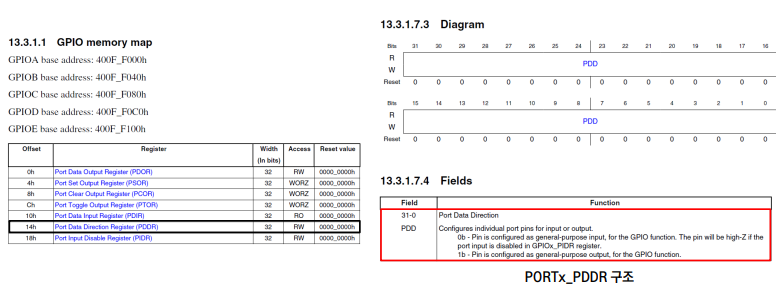 13.3.1.1 GPIO memory map
GPIOA base address: 400F_F000h
GPIOB base address: 400F_F040h
GPIOC base address: 400F_F080h
GPIOD base address: 400F_F0C0h
GPIOE base address: 400F_F100h
Offset Register Width (In bits) Access Reset value
0h Port Data Output Register (PDOR) 32 RW 0000_0000h
4h Port Set Output Register (PSOR) 32 WORZ 0000_0000h
8h Port Clear Output Register (PCOR) 32 WORZ 0000_0000h
Ch Port Toggle Output Register (PTOR) 32 WORZ 0000_0000h
10h Port Data Input Register (PDIR) 32 RO 0000_0000h
14h Port Data Direction Register (PDDR) 32 RW 0000_0000h
18h Port Input Disable Register (PIDR) 32 RW 0000_0000h
13.3.1.7.3 Diagram
Bits 31 30 29 28 27 26 25 24 23 22 21 20 19 18 17 16
R
PDD
W
Reset 0 0 0 0 0 0 0 0 0 0 0 0 0 0 0 0
Bits 15 14 13 12 11 10 9 8 7 6 5 4 3 2 1 0
R
PDD
W
Reset 0 0 0 0 0 0 0 0 0 0 0 0 0 0 0 0
13.3.1.7.4 Fields
Field Function
31-0 Port Data Direction
PDD Configures individual port pins for input or output.
0b - Pin is configured as general-purpose input, for the GPIO function. The pin will be high-Z if the
port input is disabled in GPIOx_PIDR register.
1b - Pin is configured as general-purpose output, for the GPIO function.
PORTx_PDDR 구조